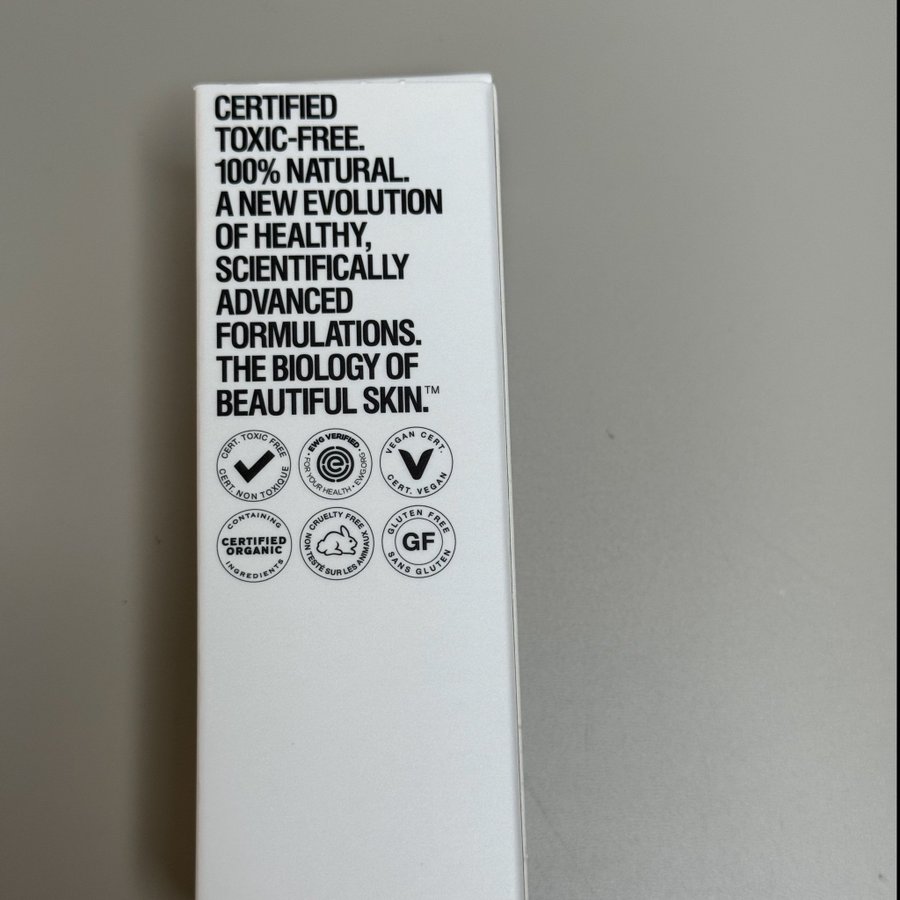 CERTIFIED
TOXIC-FREE.
100% NATURAL.
A NEW EVOLUTION
OF HEALTHY,
SCIENTIFICALLY
ADVANCED
FORMULATIONS.
THE BIOLOGY OF
BEAUTIFUL SKIN.™
CERT. TOXIC FREE
CERT. NON TOXIQUE
• EWG VERIFIED •
FOR YOUR HEALTH • EWG.ORG
VEGAN CERT.
V
CERT. VEGAN
CONTAINING
CERTIFIED
ORGANIC
INGREDIENTS
CRUELTY FREE
NON TESTÉ SUR LES ANIMAUX
GLUTEN FREE
GF
SANS GLUTEN